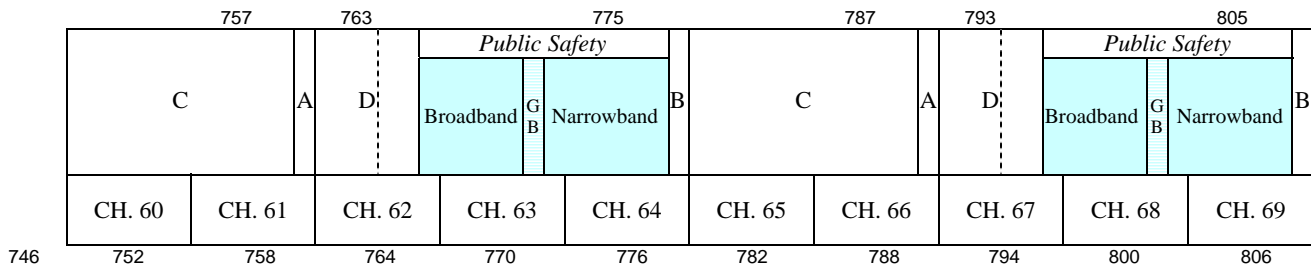 757 763 775 787 793 805
Public Safety Public Safety
C A D B C A D B
Broadband G B Narrowband Broadband G B Narrowband
CH. 60 CH. 61 CH. 62 CH. 63 CH. 64 CH. 65 CH. 66 CH. 67 CH. 68 CH. 69
746 752 758 764 770 776 782 788 794 800 806